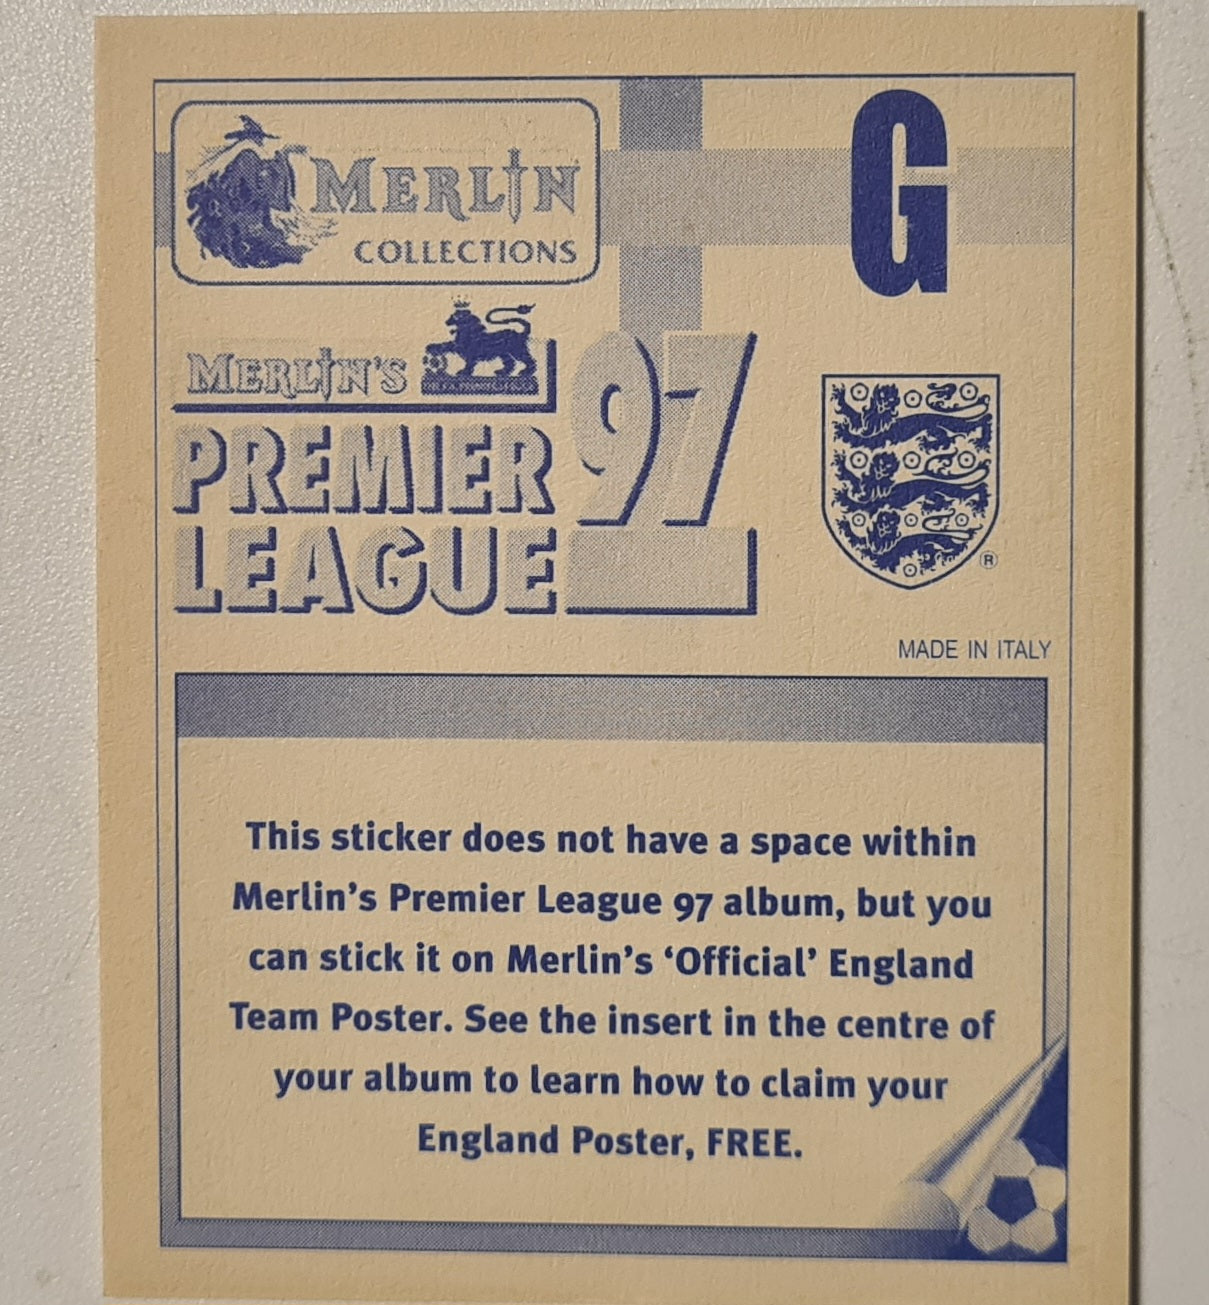 MERLIN
COLLECTIONS
G
MERLIN'S
PREMIER
LEAGUE
97
®
MADE IN ITALY
This sticker does not have a space within
Merlin’s Premier League 97 album, but you
can stick it on Merlin’s ‘Official’ England
Team Poster. See the insert in the centre of
your album to learn how to claim your
England Poster, FREE.